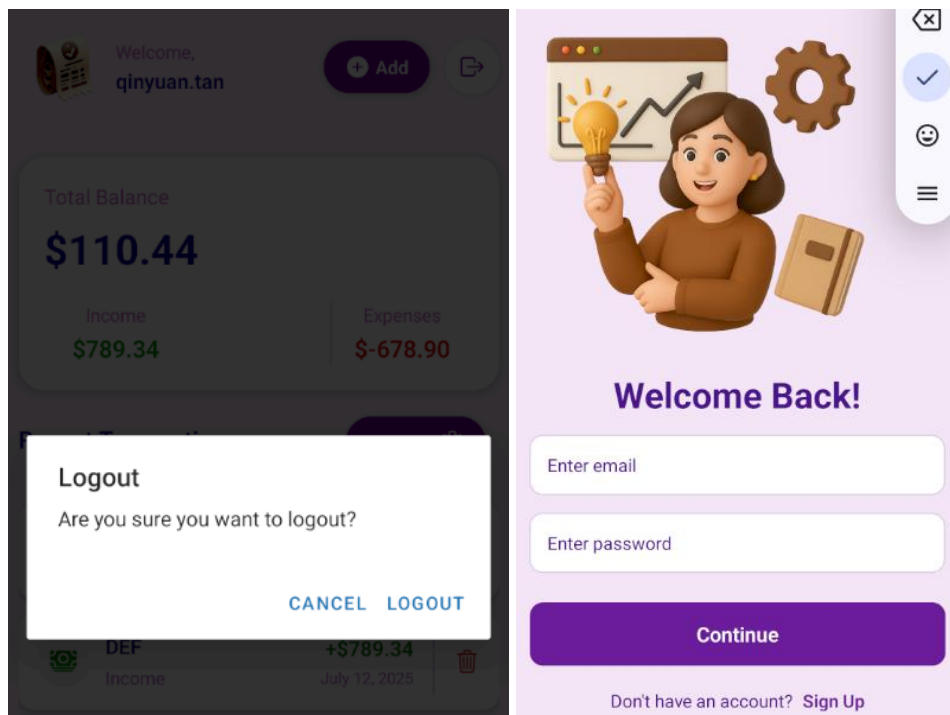 Welcome,
qinyuan.tan
Add
Total Balance
$110.44
Income
Expenses
$789.34
$-678.90
Logout
Are you sure you want to logout?
CANCEL LOGOUT
DEF
+$789.34
Income
July 12, 2025
Welcome Back!
Enter email
Enter password
Continue
Don't have an account? Sign Up